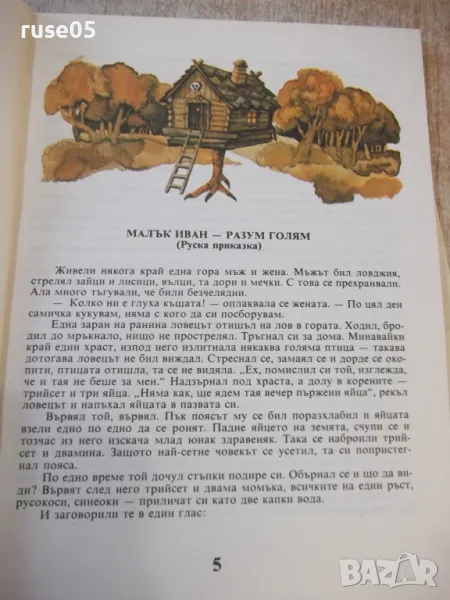 ruse05
МАЛЪК ИВАН — РАЗУМ ГОЛЯМ
(Руска приказка)
Живели някога край една гора мъж и жена. Мъжът бил ловджия,
стрелял зайци и лисици, вълци, та дори и мечки. С това се прехранвали.
Ала много тъгували, че били безчелядни.
— Колко ни е глуха къщата! — оплаквала се жената. — По цял ден
самичка кукувам, няма с кого да си посборувам.
Една заран на ранина ловецът отишъл на лов в гората. Ходил, бро-
дил до мръкнало, нищо не прострелял. Тръгнал си за дома. Минавайки
край един храст, изпод него излитнала някаква голяма птица — такава
дотогава ловецът не бил виждал. Стреснал се, замаял се и дорде се око-
пити, птицата отишла, та се не видяла. „Ех, помислил си той, изглежда,
че и тая не беше за мен.“ Надзърнал под храста, а долу в корените —
трийсет и три яйца. „Няма как, ще ядем тая вечер пържени яйца“, рекъл
ловецът и напъхал яйцата в пазвата си.
Вървял той, вървял. Пък поясът му се бил поразхлабил и яйцата
взели едно по едно да се ронят. Падне яйцето на земята, счупи се и
тозчас из него изскача млад юнак здравеняк. Така се наброили трий-
сет и двамина. Защото най-сетне човекът се усетил, та си попристег-
нал пояса.
По едно време той дочул стъпки подире си. Обърнал се и що да ви-
ди? Вървят след него трийсет и двама момъка, всичките на един ръст,
русокоси, синеоки — приличат си като две капки вода.
И заговорили те в един глас:
5
BAZAR.BG